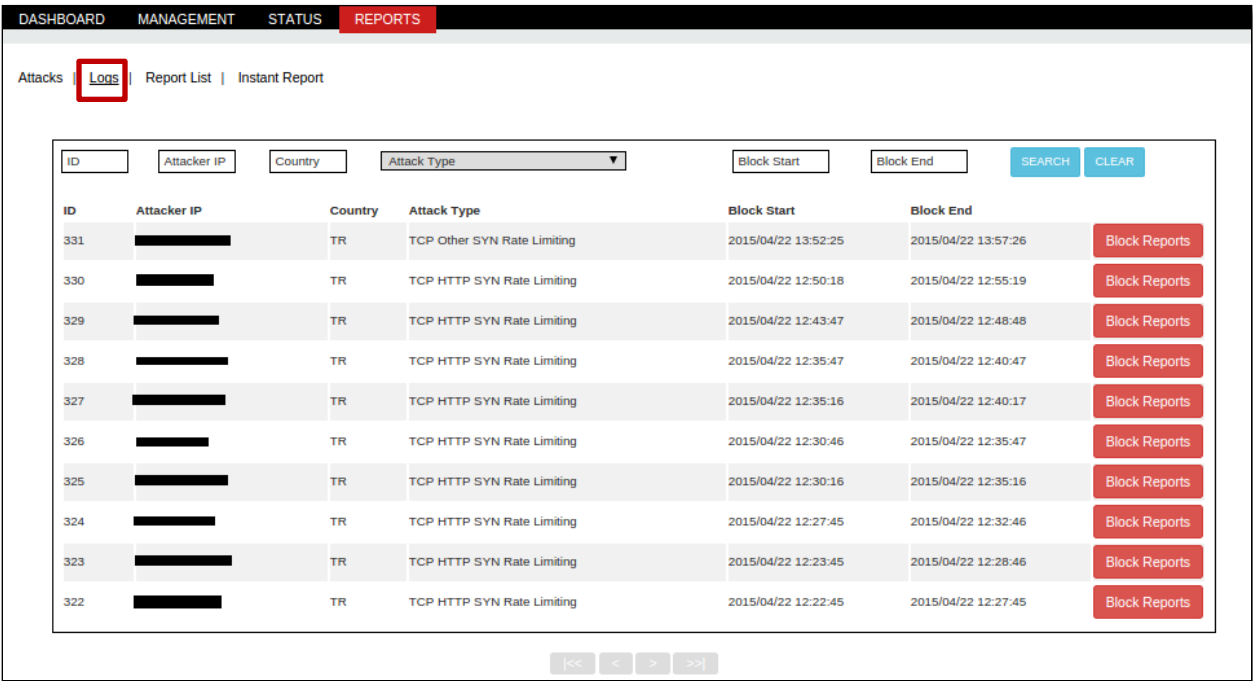 DASHBOARD MANAGEMENT STATUS REPORTS
Attacks | Logs | Report List | Instant Report
ID Attacker IP Country Attack Type ▼ Block Start Block End SEARCH CLEAR
ID Attacker IP Country Attack Type Block Start Block End
331 TR TCP Other SYN Rate Limiting 2015/04/22 13:52:25 2015/04/22 13:57:26 Block Reports
330 TR TCP HTTP SYN Rate Limiting 2015/04/22 12:50:18 2015/04/22 12:55:19 Block Reports
329 TR TCP HTTP SYN Rate Limiting 2015/04/22 12:43:47 2015/04/22 12:48:48 Block Reports
328 TR TCP HTTP SYN Rate Limiting 2015/04/22 12:35:47 2015/04/22 12:40:47 Block Reports
327 TR TCP HTTP SYN Rate Limiting 2015/04/22 12:35:16 2015/04/22 12:40:17 Block Reports
326 TR TCP HTTP SYN Rate Limiting 2015/04/22 12:30:46 2015/04/22 12:35:47 Block Reports
325 TR TCP HTTP SYN Rate Limiting 2015/04/22 12:30:16 2015/04/22 12:35:16 Block Reports
324 TR TCP HTTP SYN Rate Limiting 2015/04/22 12:27:45 2015/04/22 12:32:46 Block Reports
323 TR TCP HTTP SYN Rate Limiting 2015/04/22 12:23:45 2015/04/22 12:28:46 Block Reports
322 TR TCP HTTP SYN Rate Limiting 2015/04/22 12:22:45 2015/04/22 12:27:45 Block Reports
|<< < > >>|